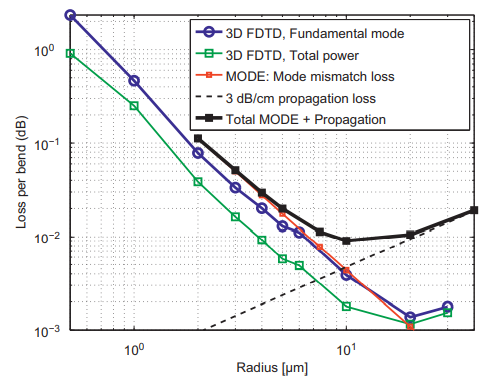 3D FDTD, Fundamental mode
3D FDTD, Total power
MODE: Mode mismatch loss
3 dB/cm propagation loss
Total MODE + Propagation
Loss per bend (dB)
10⁰
10⁻¹
10⁻²
10⁻³
10⁰
10¹
Radius [µm]